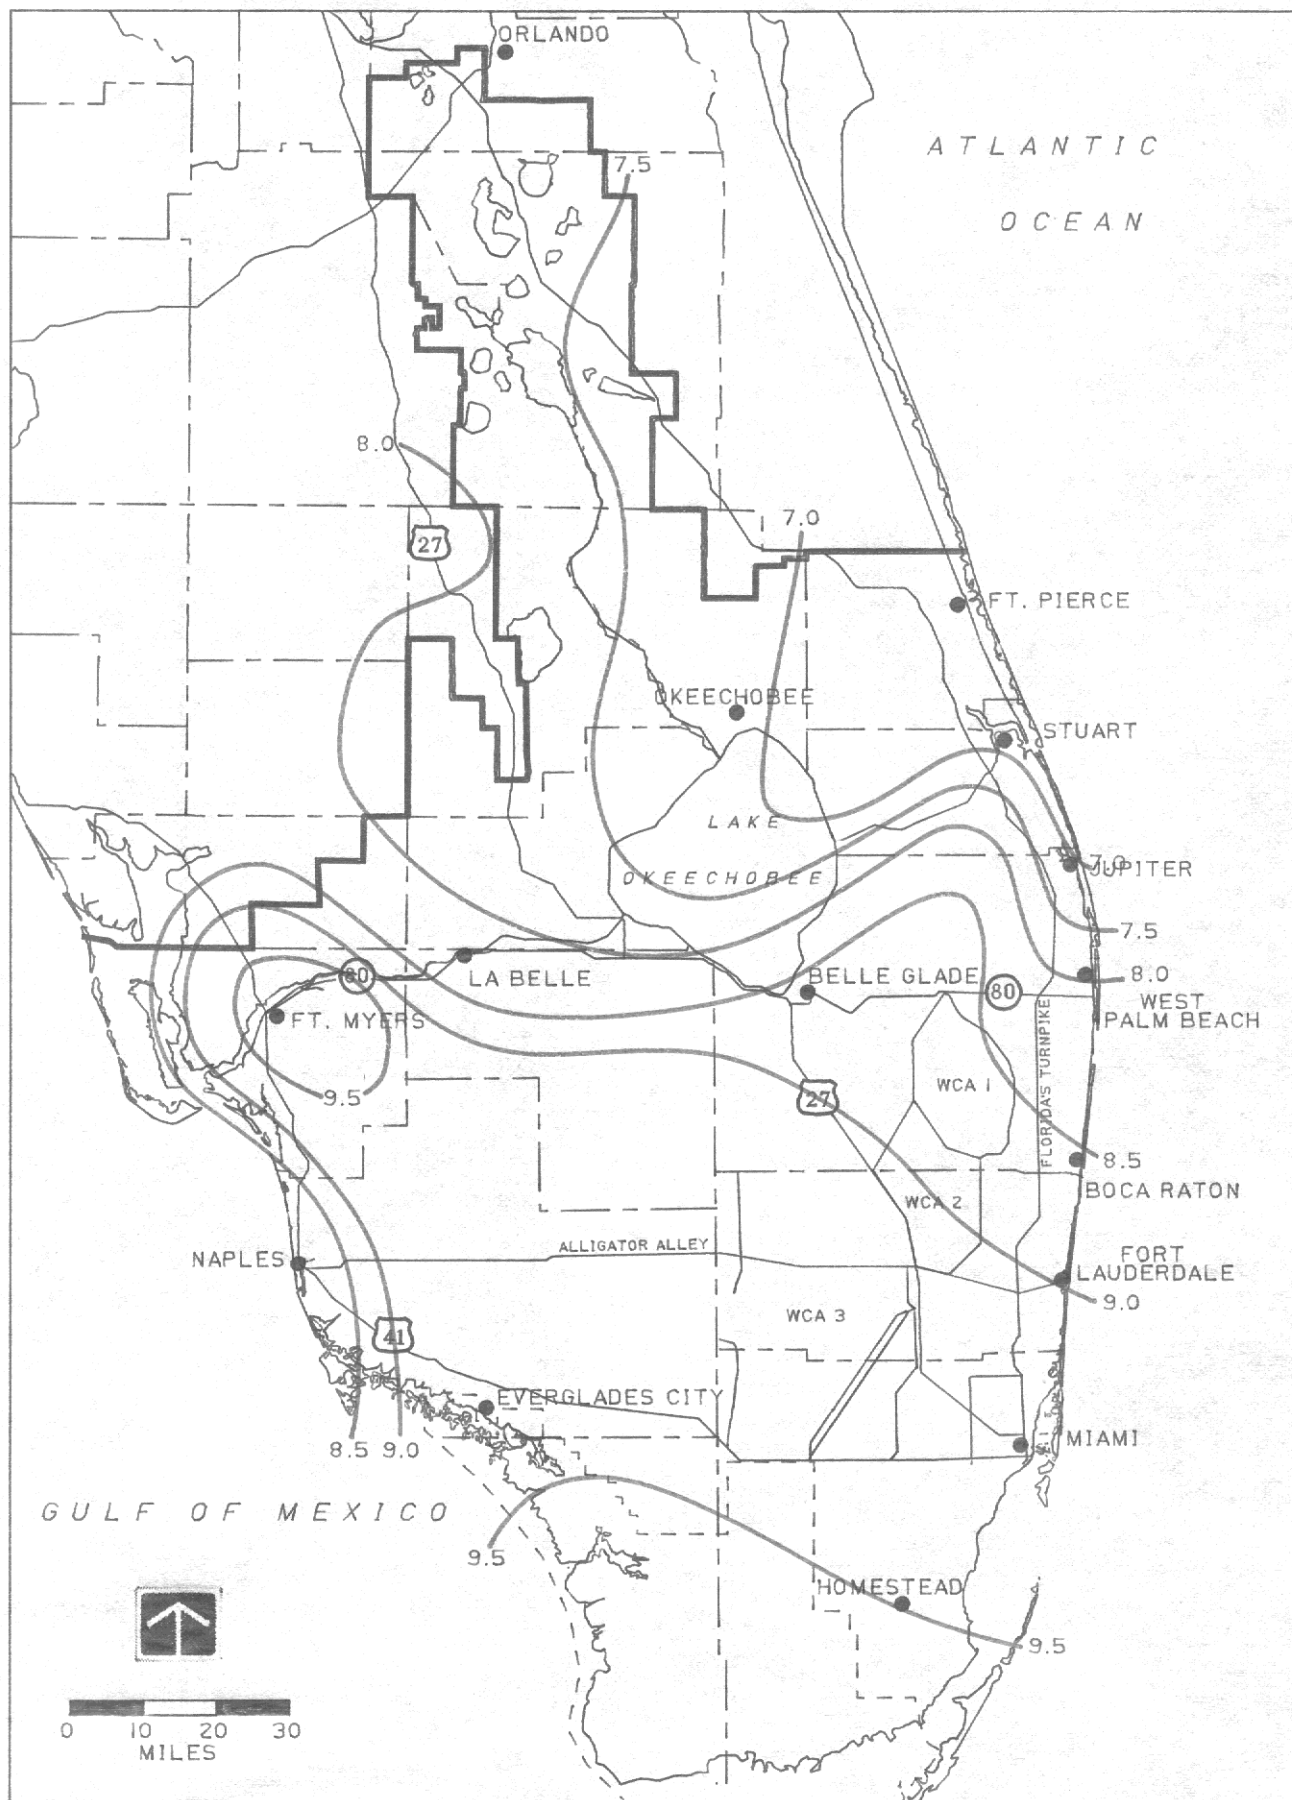 ORLANDO
ATLANTIC
OCEAN
7.5
8.0
27
7.0
FT. PIERCE
OKEECHOBEE
STUART
LAKE
OKEECHOBEE
7.0
JUPITER
7.5
8.0
LA BELLE
80
BELLE GLADE
80
WEST
PALM BEACH
FT. MYERS
FLORIDA'S TURNPIKE
9.5
27
WCA 1
8.5
BOCA RATON
WCA 2
NAPLES
ALLIGATOR ALLEY
FORT
LAUDERDALE
9.0
WCA 3
41
EVERGLADES CITY
8.5
9.0
MIAMI
GULF OF MEXICO
9.5
HOMESTEAD
9.5
0 10 20 30
MILES